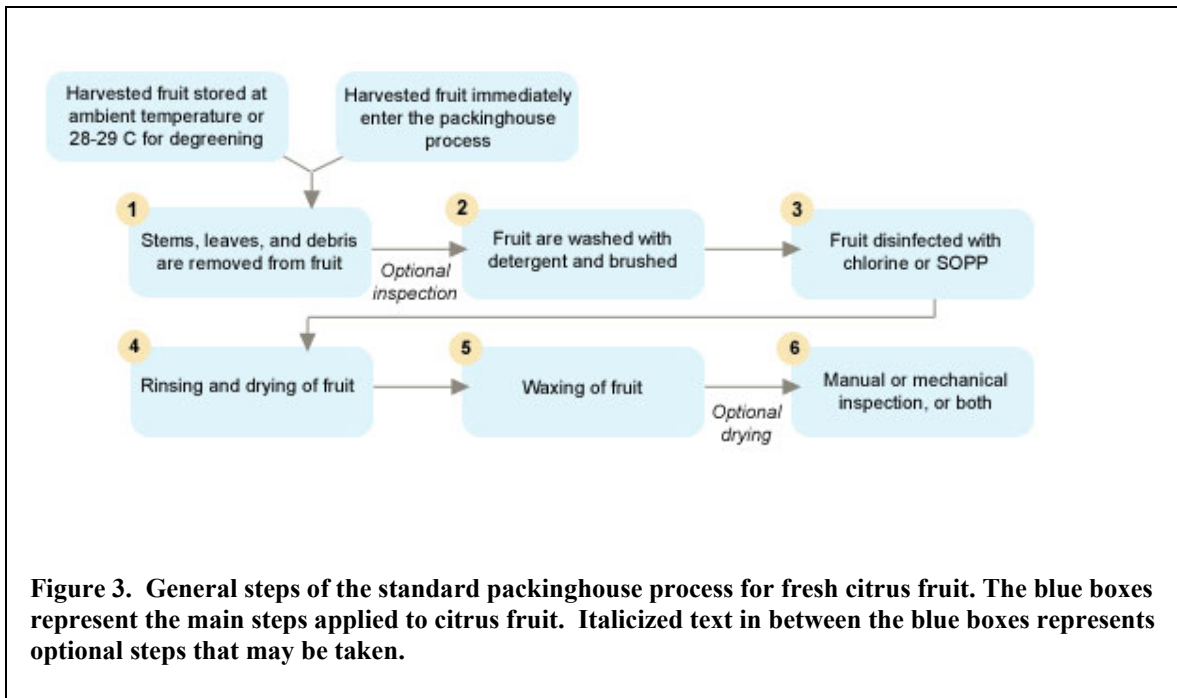 Harvested fruit stored at
ambient temperature or
28-29 C for degreening
Harvested fruit immediately
enter the packinghouse
process
1
Stems, leaves, and debris
are removed from fruit
Optional
inspection
2
Fruit are washed with
detergent and brushed
3
Fruit disinfected with
chlorine or SOPP
4
Rinsing and drying of fruit
5
Waxing of fruit
Optional
drying
6
Manual or mechanical
inspection, or both
Figure 3. General steps of the standard packinghouse process for fresh citrus fruit. The blue boxes
represent the main steps applied to citrus fruit. Italicized text in between the blue boxes represents
optional steps that may be taken.